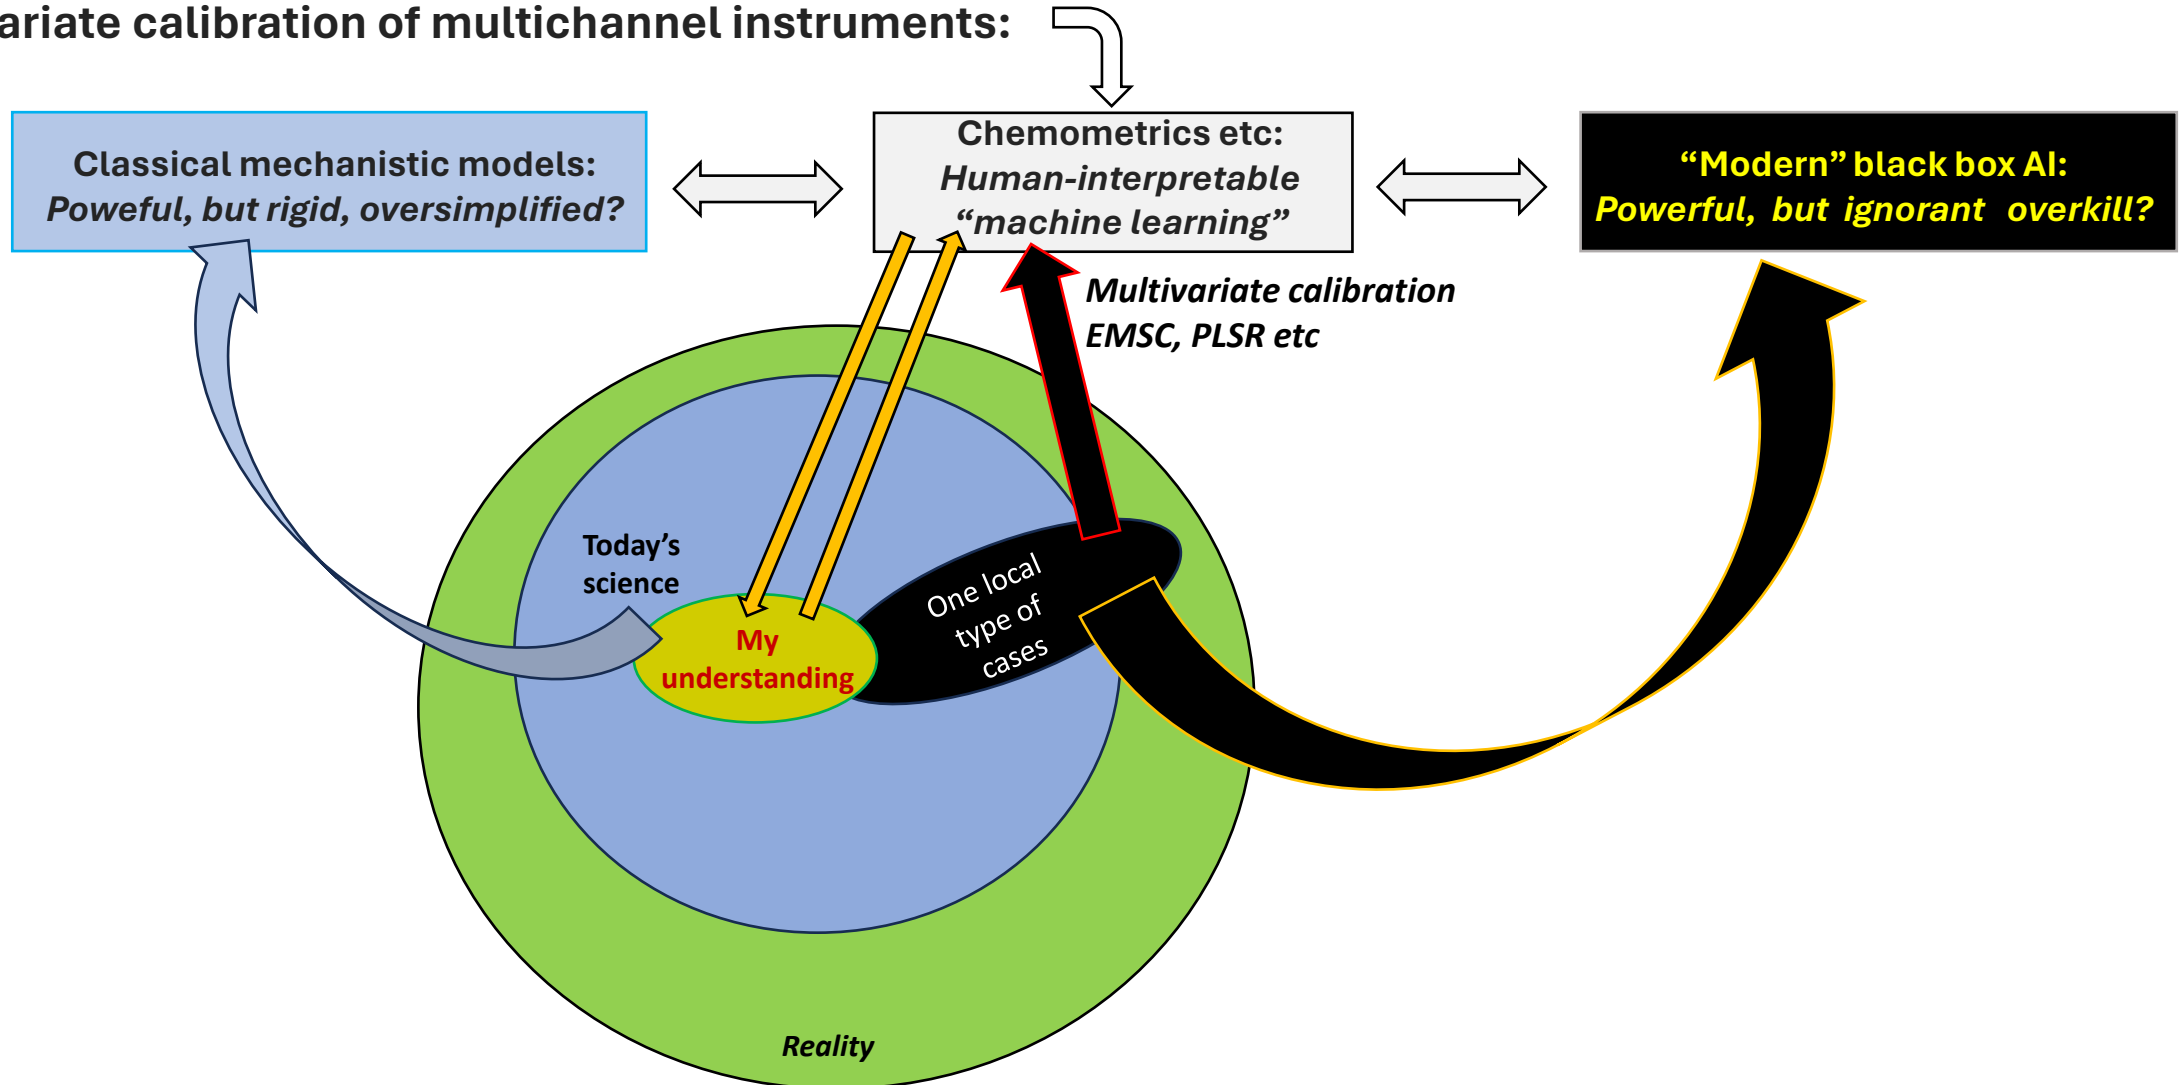 ariate calibration of multichannel instruments:
Classical mechanistic models:
Poweful, but rigid, oversimplified?
Chemometrics etc:
Human-interpretable
“machine learning”
“Modern” black box AI:
Powerful, but ignorant overkill?
Multivariate calibration
EMSC, PLSR etc
Today’s
science
My
understanding
One local
type of
cases
Reality